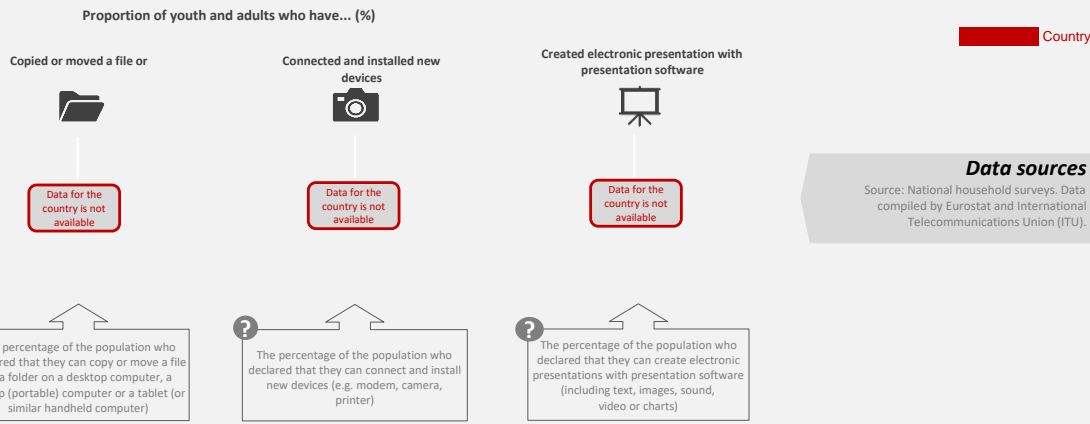 Proportion of youth and adults who have... (%)
Country
Copied or moved a file or
Connected and installed new
devices
Created electronic presentation with
presentation software
Data for the
country is not
available
Data for the
country is not
available
Data for the
country is not
available
Data sources
Source: National household surveys. Data
compiled by Eurostat and International
Telecommunications Union (ITU).
percentage of the population who
red that they can copy or move a file
a folder on a desktop computer, a
p (portable) computer or a tablet (or
similar handheld computer)
?
The percentage of the population who
declared that they can connect and install
new devices (e.g. modem, camera,
printer)
?
The percentage of the population who
declared that they can create electronic
presentations with presentation software
(including text, images, sound,
video or charts)